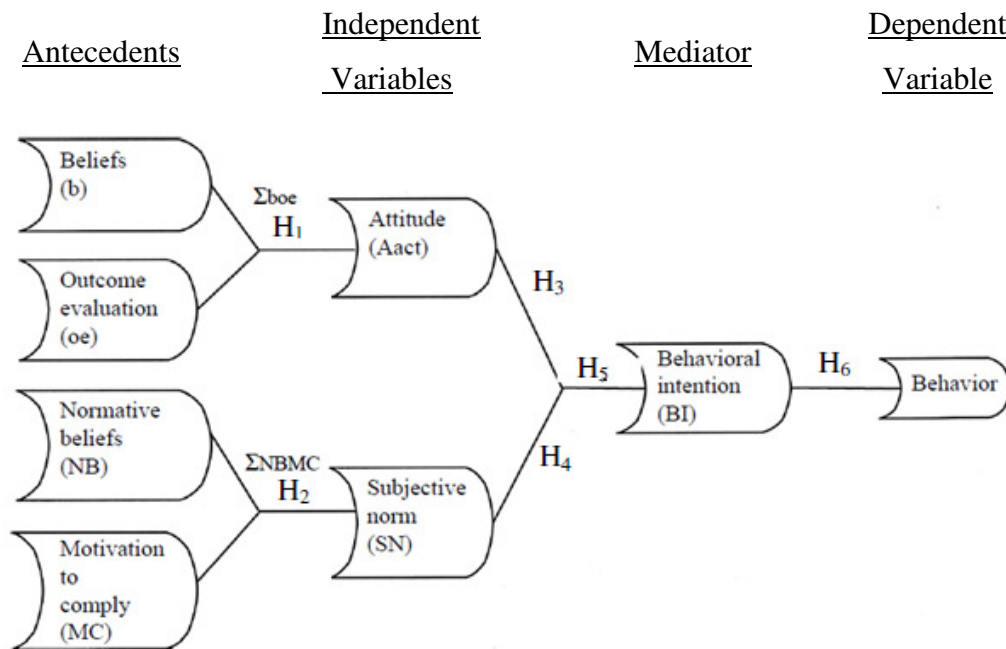 Antecedents
Independent
Variables
Mediator
Dependent
Variable
Beliefs
(b)
Outcome
evaluation
(oe)
Σboe
H₁
Attitude
(Aact)
H₃
Normative
beliefs
(NB)
Motivation
to
comply
(MC)
ΣNBMC
H₂
Subjective
norm
(SN)
H₄
H₅
Behavioral
intention
(BI)
H₆
Behavior